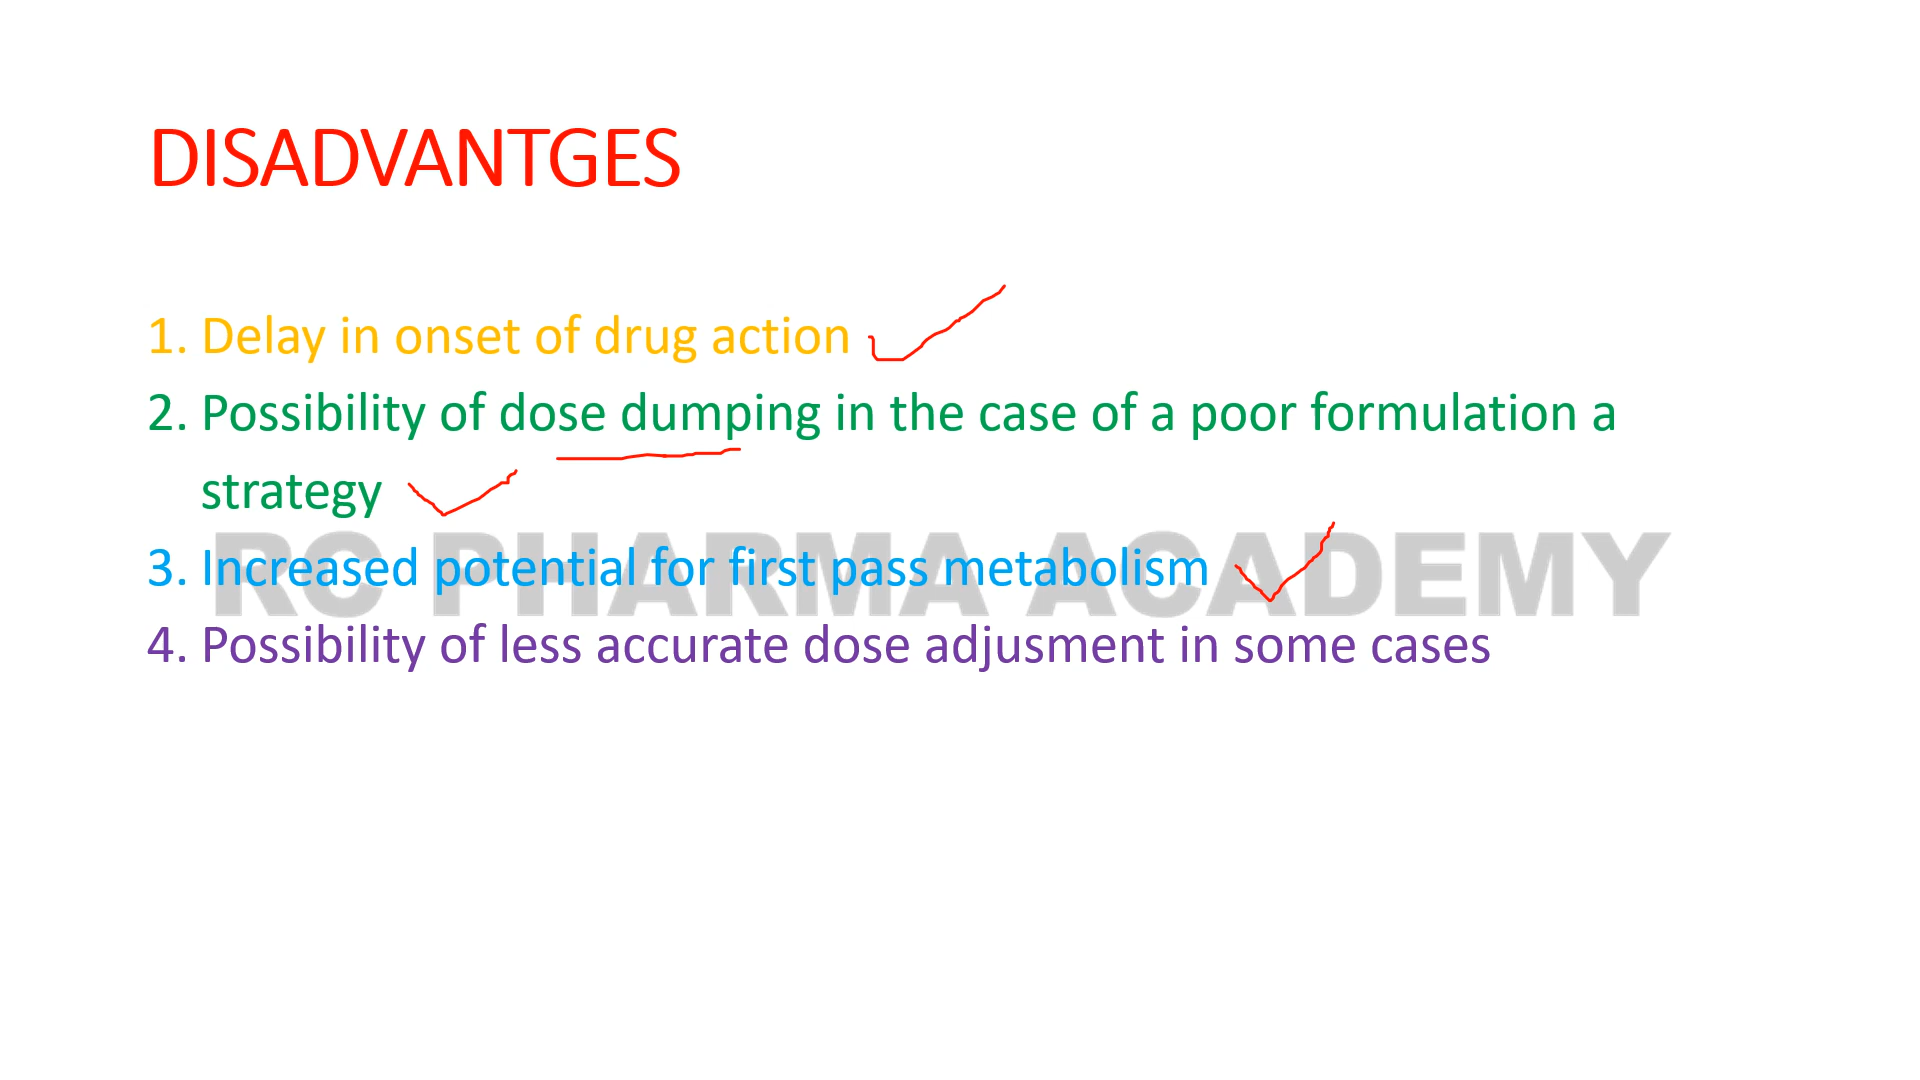 DISADVANTGES
1. Delay in onset of drug action
2. Possibility of dose dumping in the case of a poor formulation a
strategy
RC PHARMA ACADEMY
3. Increased potential for first pass metabolism
4. Possibility of less accurate dose adjusment in some cases